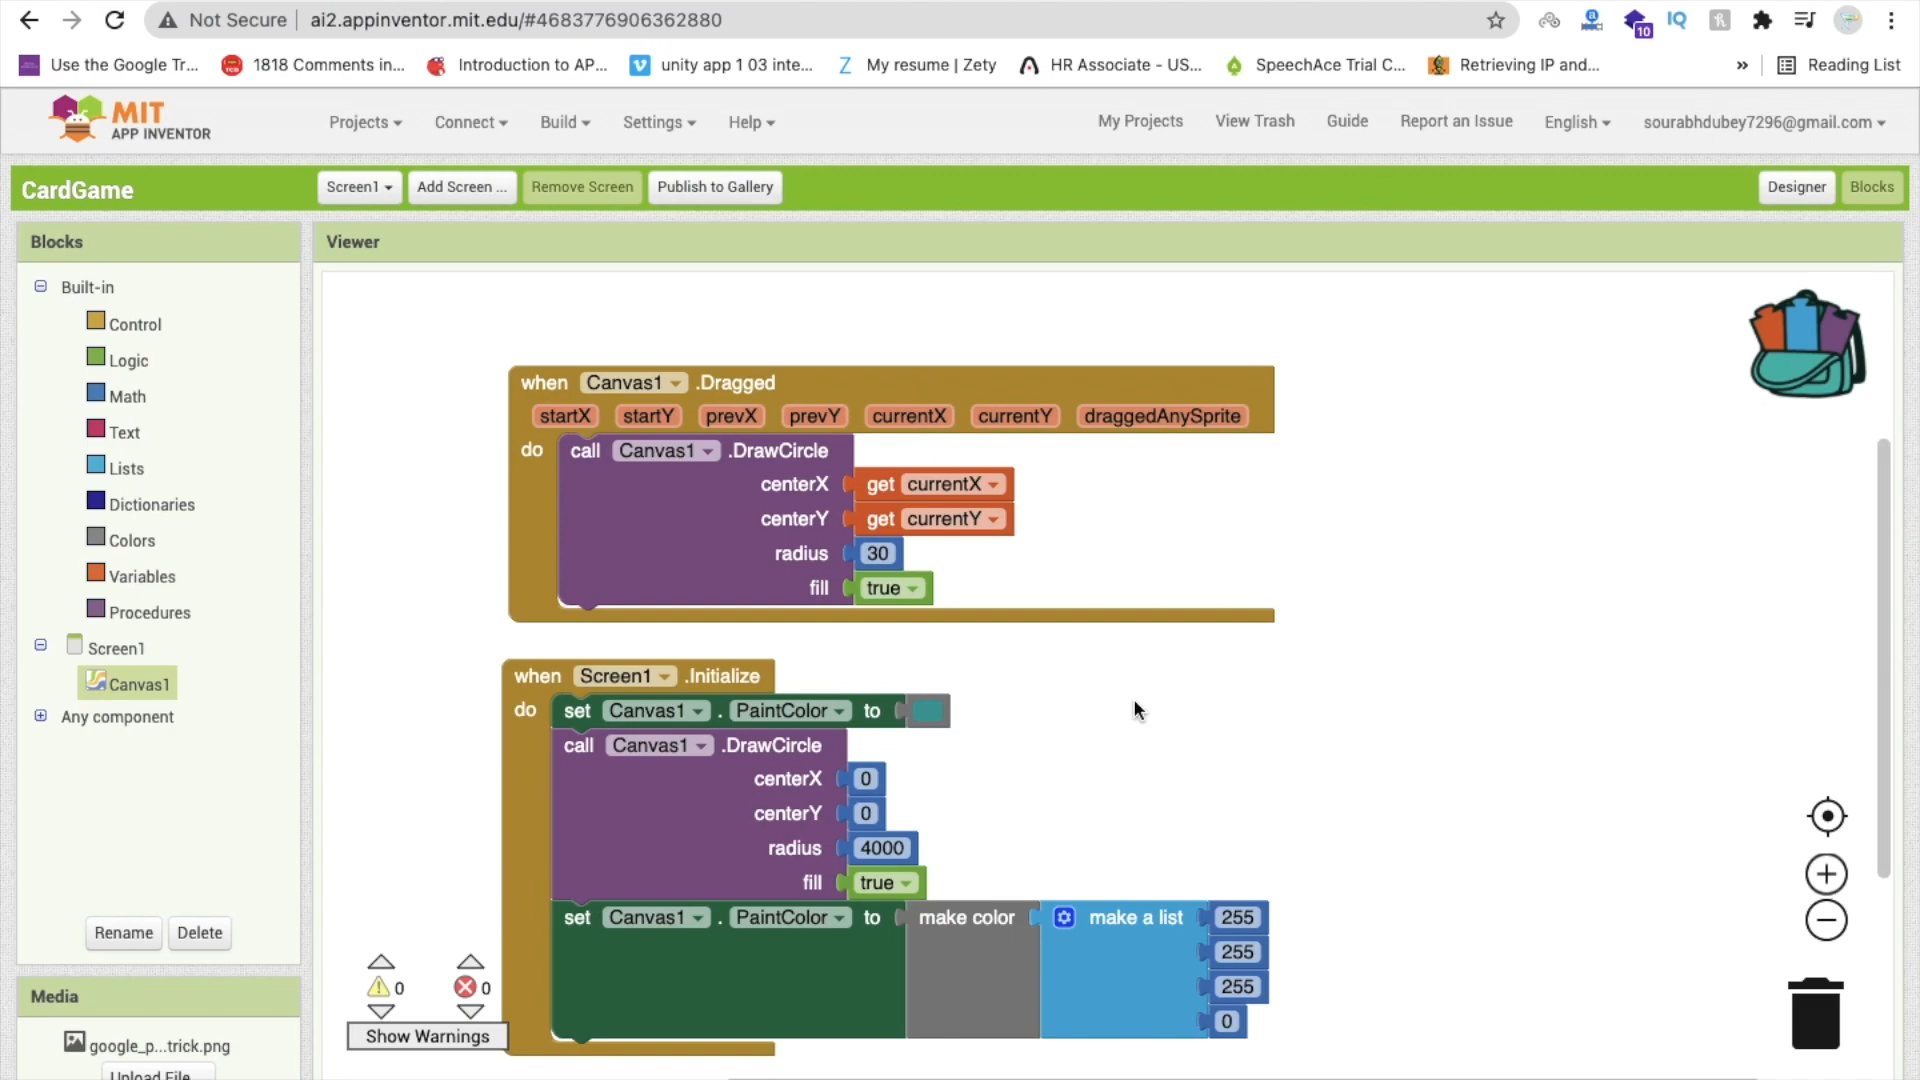 Not Secure ai2.appinventor.mit.edu/#4683776906362880
10 IQ
Use the Google Tr... 1818 Comments in... Introduction to AP... unity app 1 03 inte... Z My resume | Zety HR Associate - US... SpeechAce Trial C... Retrieving IP and... » Reading List
MIT
APP INVENTOR
Projects Connect Build Settings Help My Projects View Trash Guide Report an Issue English sourabhdubey7296@gmail.com
CardGame Screen1 Add Screen ... Remove Screen Publish to Gallery Designer Blocks
Blocks
Viewer
Built-in
Control
Logic
Math
Text
Lists
Dictionaries
Colors
Variables
Procedures
Screen1
Canvas1
Any component
Rename Delete
Media
google_p...trick.png
Upload File
when Canvas1 .Dragged
startX startY prevX prevY currentX currentY draggedAnySprite
do call Canvas1 .DrawCircle
centerX get currentX
centerY get currentY
radius 30
fill true
when Screen1 .Initialize
do set Canvas1 . PaintColor to
call Canvas1 .DrawCircle
centerX 0
centerY 0
radius 4000
fill true
set Canvas1 . PaintColor to make color make a list 255
255
255
0
0 0
Show Warnings